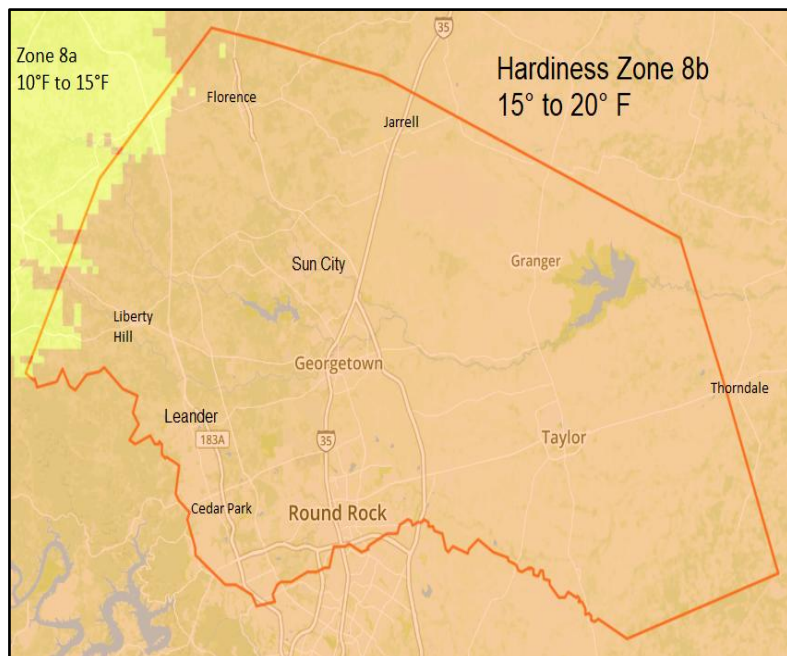 35
Zone 8a
10°F to 15°F
Hardiness Zone 8b
15° to 20° F
Florence
Jarrell
Sun City
Granger
Liberty
Hill
Georgetown
Thorndale
Leander
183A
35
Taylor
Cedar Park
Round Rock